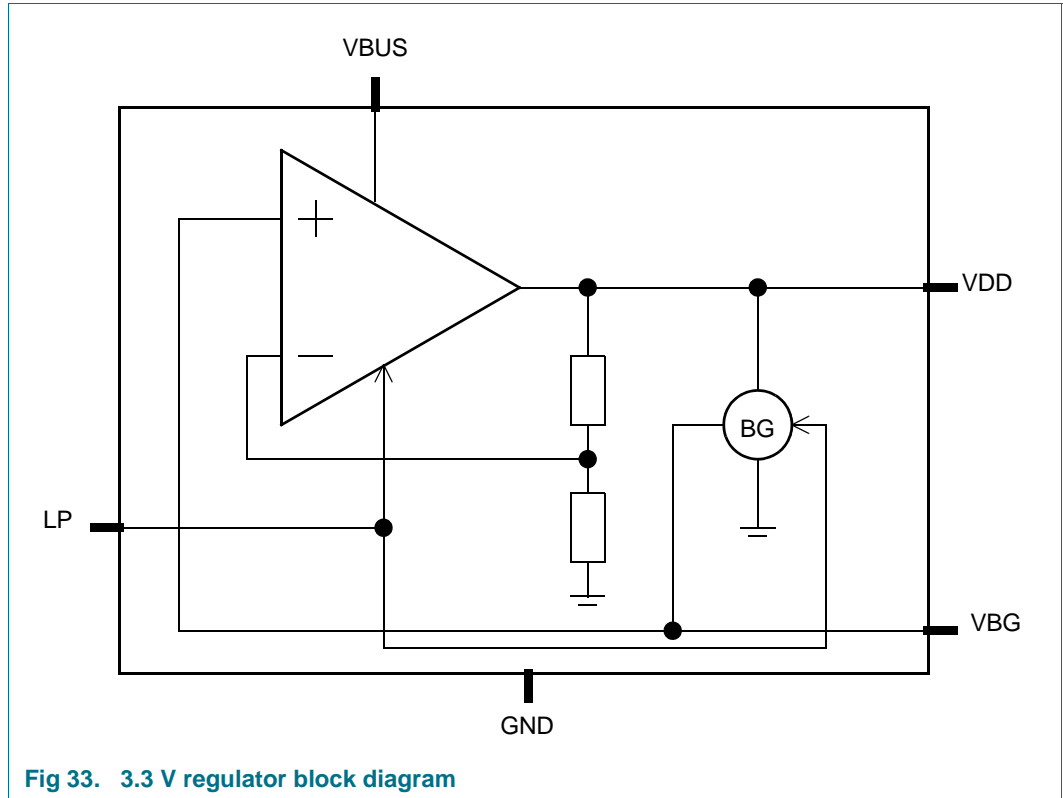 VBUS
VDD
BG
LP
VBG
GND
Fig 33. 3.3 V regulator block diagram